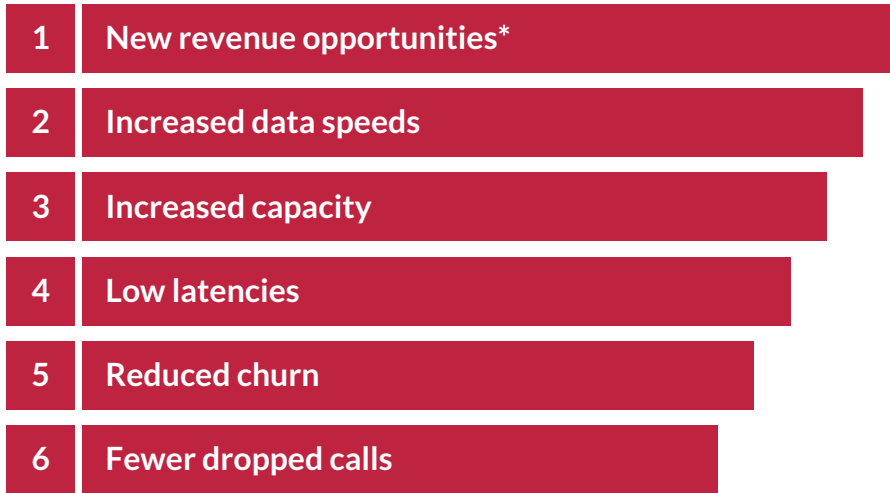 1 New revenue opportunities*
2 Increased data speeds
3 Increased capacity
4 Low latencies
5 Reduced churn
6 Fewer dropped calls